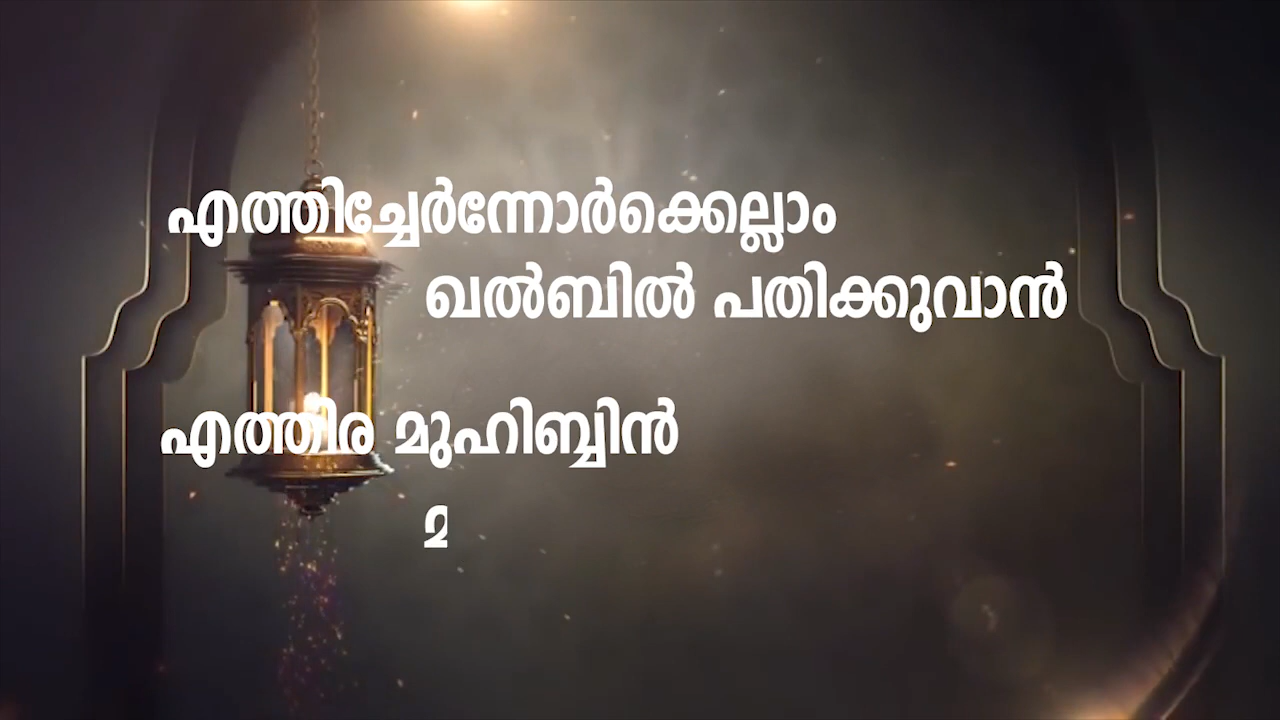 എത്തിച്ചേർന്നോർക്കെല്ലാം
ഖൽബിൽ പതിക്കുവാൻ
എത്തിര മുഹിബ്ബിൻ